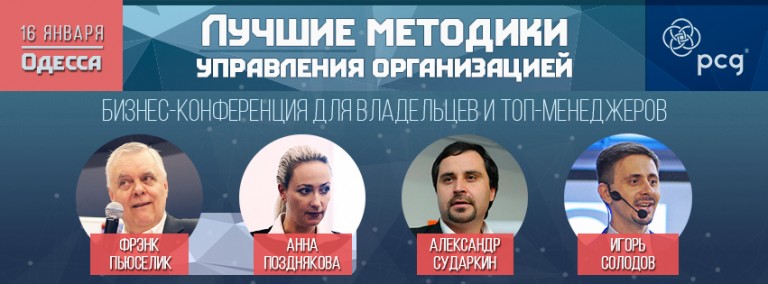 16 ЯНВАРЯ
ОДЕССА
ЛУЧШИЕ МЕТОДИКИ
УПРАВЛЕНИЯ ОРГАНИЗАЦИЕЙ
pcg
БИЗНЕС-КОНФЕРЕНЦИЯ ДЛЯ ВЛАДЕЛЬЦЕВ И ТОП-МЕНЕДЖЕРОВ
ФРЭНК
ПЬЮСЕЛИК
АННА
ПОЗДНЯКОВА
АЛЕКСАНДР
СУДАРКИН
ИГОРЬ
СОЛОДОВ